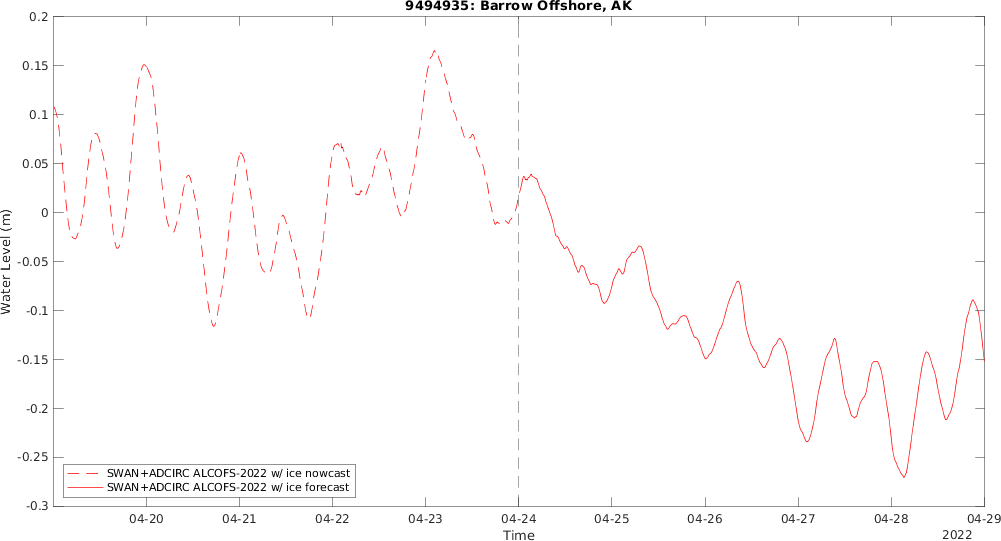 9494935: Barrow Offshore, AK
0.2
0.15
0.1
0.05
0
-0.05
-0.1
-0.15
-0.2
-0.25
-0.3
Water Level (m)
SWAN+ADCIRC ALCOFS-2022 w/ ice nowcast
SWAN+ADCIRC ALCOFS-2022 w/ ice forecast
04-20 04-21 04-22 04-23 04-24 04-25 04-26 04-27 04-28 04-29
Time
2022